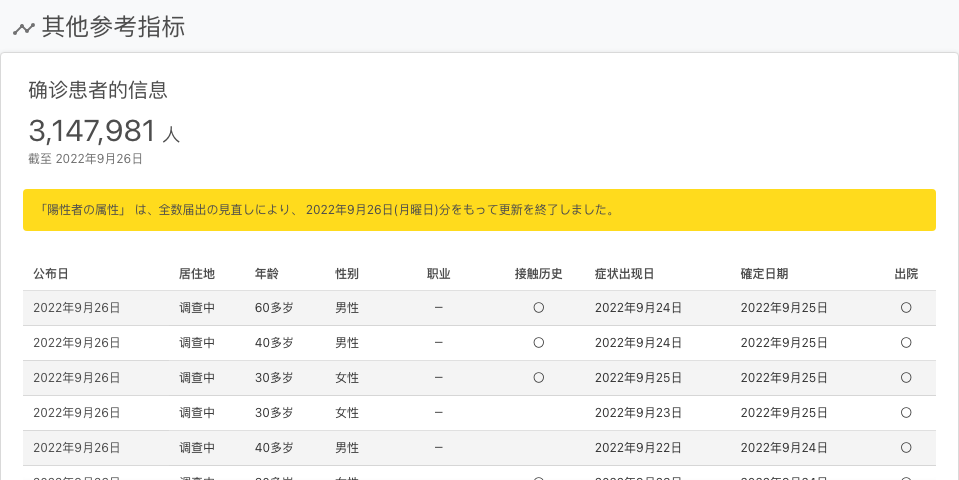 其他参考指标
确诊患者的信息
3,147,981 人
截至 2022年9月26日
「陽性者の属性」 は、全数届出の見直しにより、 2022年9月26日(月曜日)分をもって更新を終了しました。
公布日 居住地 年龄 性别 职业 接触历史 症状出现日 确定日期 出院
2022年9月26日 调查中 60多岁 男性 − 〇 2022年9月24日 2022年9月25日 〇
2022年9月26日 调查中 40多岁 男性 − 〇 2022年9月24日 2022年9月25日 〇
2022年9月26日 调查中 30多岁 女性 − 〇 2022年9月25日 2022年9月25日 〇
2022年9月26日 调查中 30多岁 女性 − 2022年9月23日 2022年9月25日 〇
2022年9月26日 调查中 40多岁 男性 − 2022年9月22日 2022年9月24日 〇